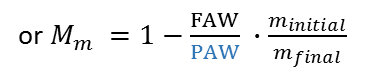 or M_m = 1 − FAW/PAW · m_initial/m_final